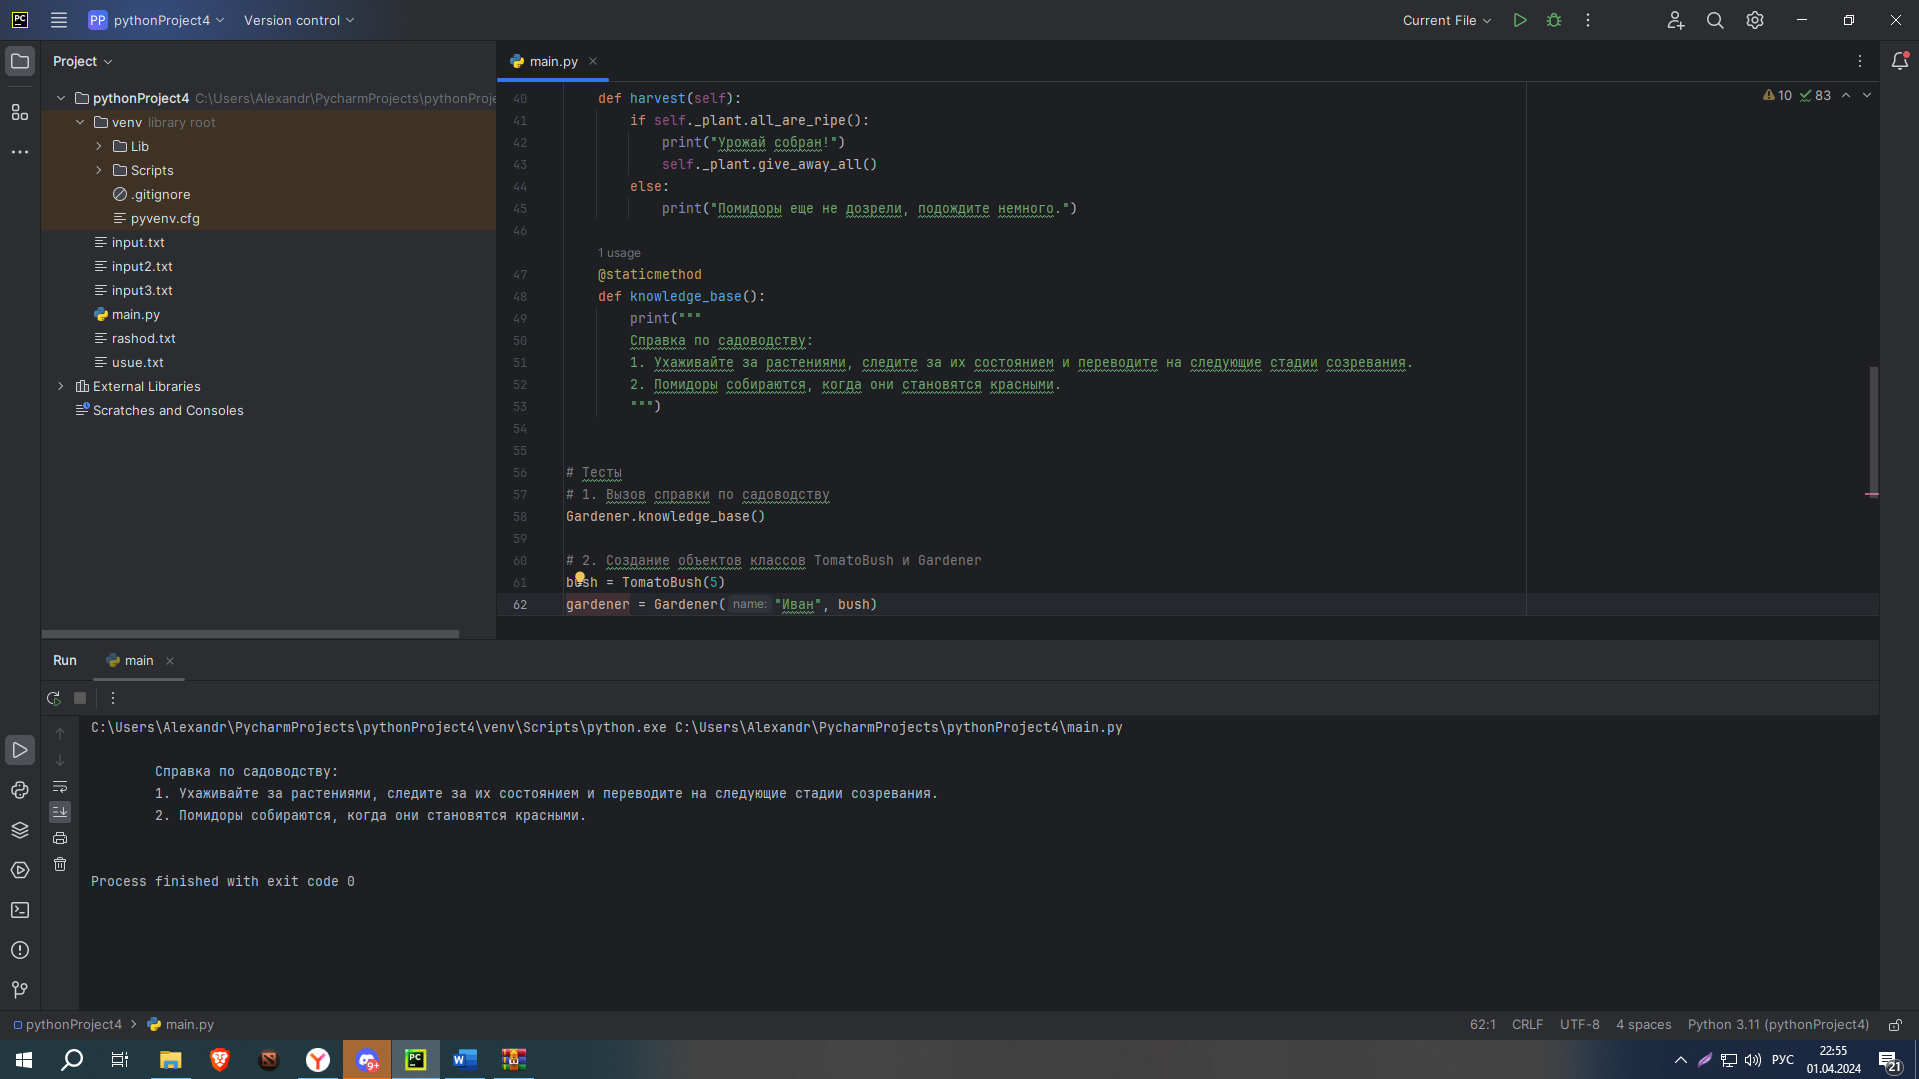 PC
PP pythonProject4 Version control Current File
Project
main.py
pythonProject4 C:\Users\Alexandr\PycharmProjects\pythonProje
venv library root
Lib
Scripts
.gitignore
pyvenv.cfg
input.txt
input2.txt
input3.txt
main.py
rashod.txt
usue.txt
External Libraries
Scratches and Consoles
10 83
40 def harvest(self):
41 if self._plant.all_are_ripe():
42 print("Урожай собран!")
43 self._plant.give_away_all()
44 else:
45 print("Помидоры еще не дозрели, подождите немного.")
46
1 usage
47 @staticmethod
48 def knowledge_base():
49 print("""
50 Справка по садоводству:
51 1. Ухаживайте за растениями, следите за их состоянием и переводите на следующие стадии созревания.
52 2. Помидоры собираются, когда они становятся красными.
53 """)
54
55
56 # Тесты
57 # 1. Вызов справки по садоводству
58 Gardener.knowledge_base()
59
60 # 2. Создание объектов классов TomatoBush и Gardener
61 bush = TomatoBush(5)
62 gardener = Gardener( name: "Иван", bush)
Run main
C:\Users\Alexandr\PycharmProjects\pythonProject4\venv\Scripts\python.exe C:\Users\Alexandr\PycharmProjects\pythonProject4\main.py
Справка по садоводству:
1. Ухаживайте за растениями, следите за их состоянием и переводите на следующие стадии созревания.
2. Помидоры собираются, когда они становятся красными.
Process finished with exit code 0
pythonProject4 main.py 62:1 CRLF UTF-8 4 spaces Python 3.11 (pythonProject4)
9+ PC W РУС 22:55
01.04.2024 21